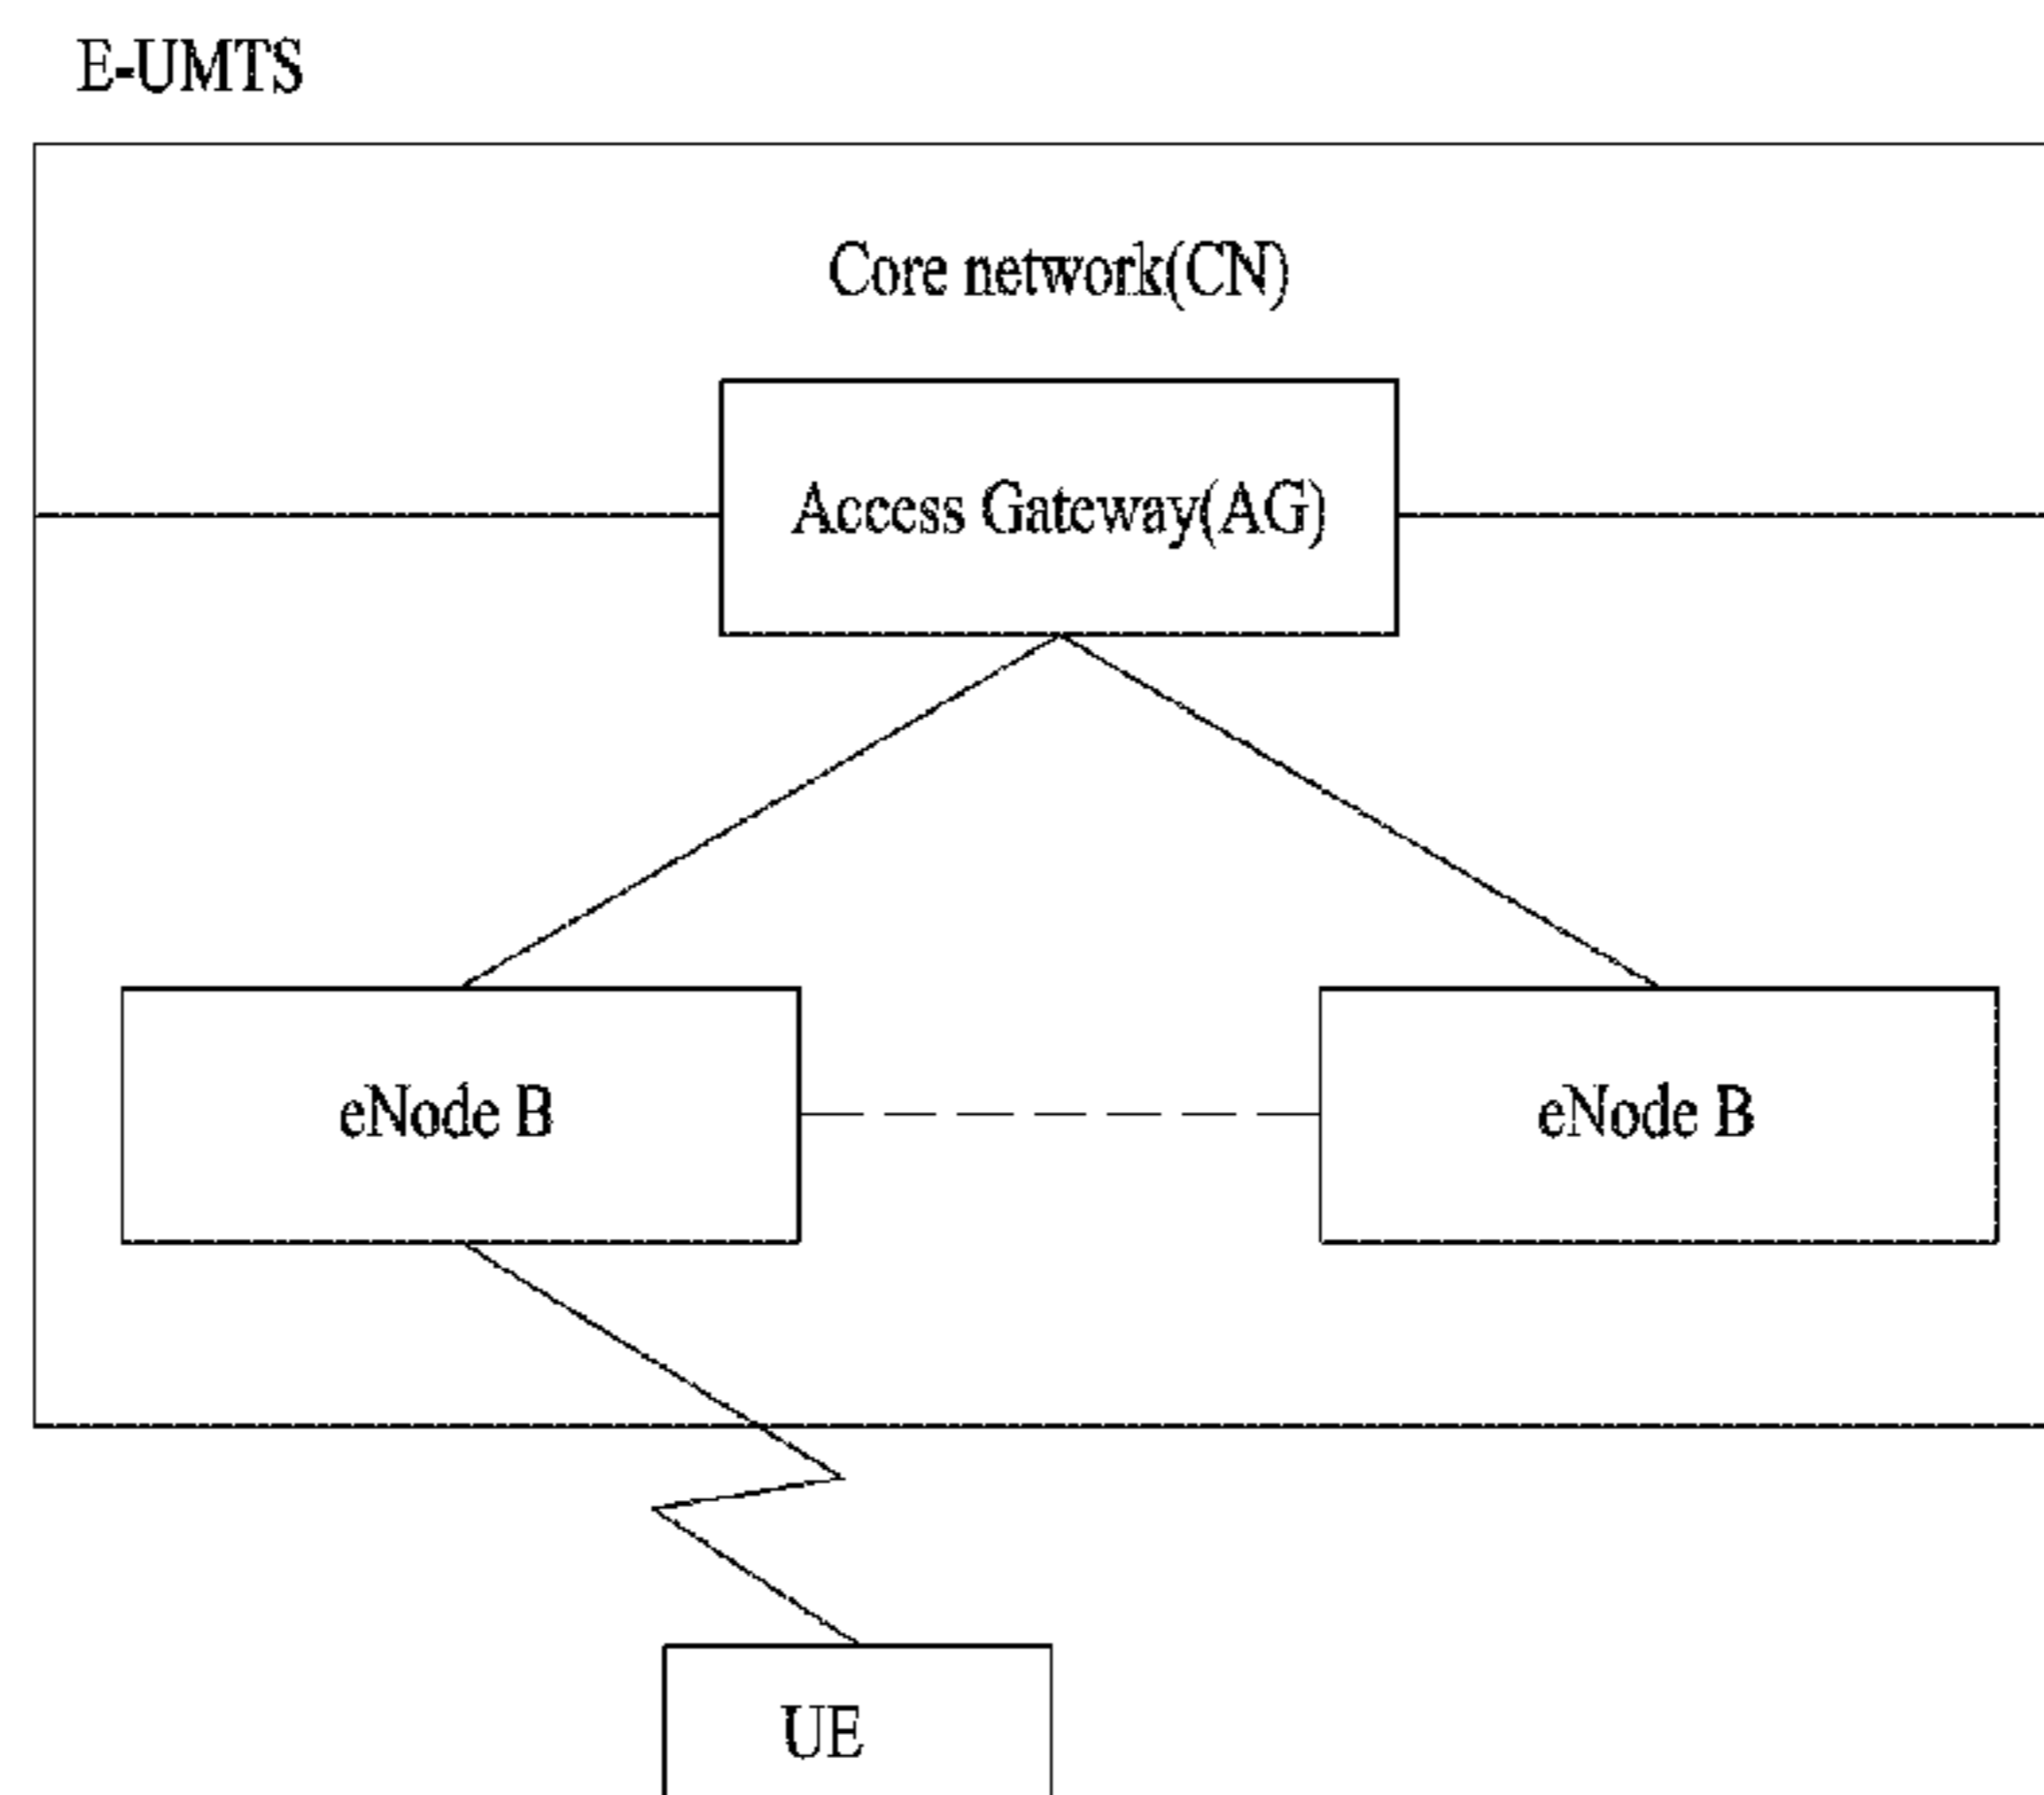 E-UMTS
Core network(CN)
Access Gateway(AG)
eNode B
eNode B
UE